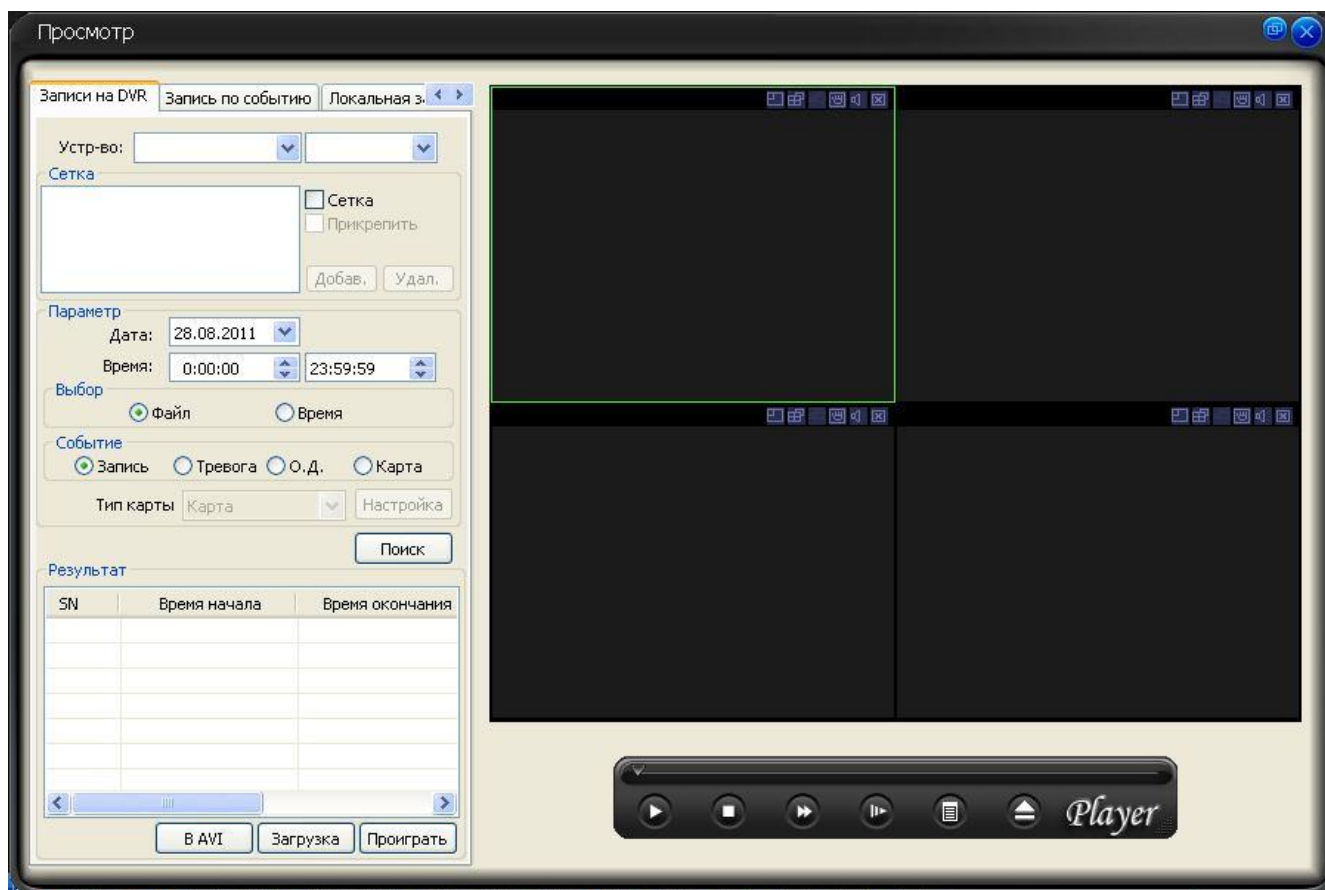 Просмотр
Записи на DVR Запись по событию Локальная з
Устр-во:
Сетка
Сетка
Прикрепить
Добав. Удал.
Параметр
Дата: 28.08.2011
Время: 0:00:00 23:59:59
Выбор
Файл Время
Событие
Запись Тревога О.Д. Карта
Тип карты Карта Настройка
Поиск
Результат
SN Время начала Время окончания
В AVI Загрузка Проиграть
Player